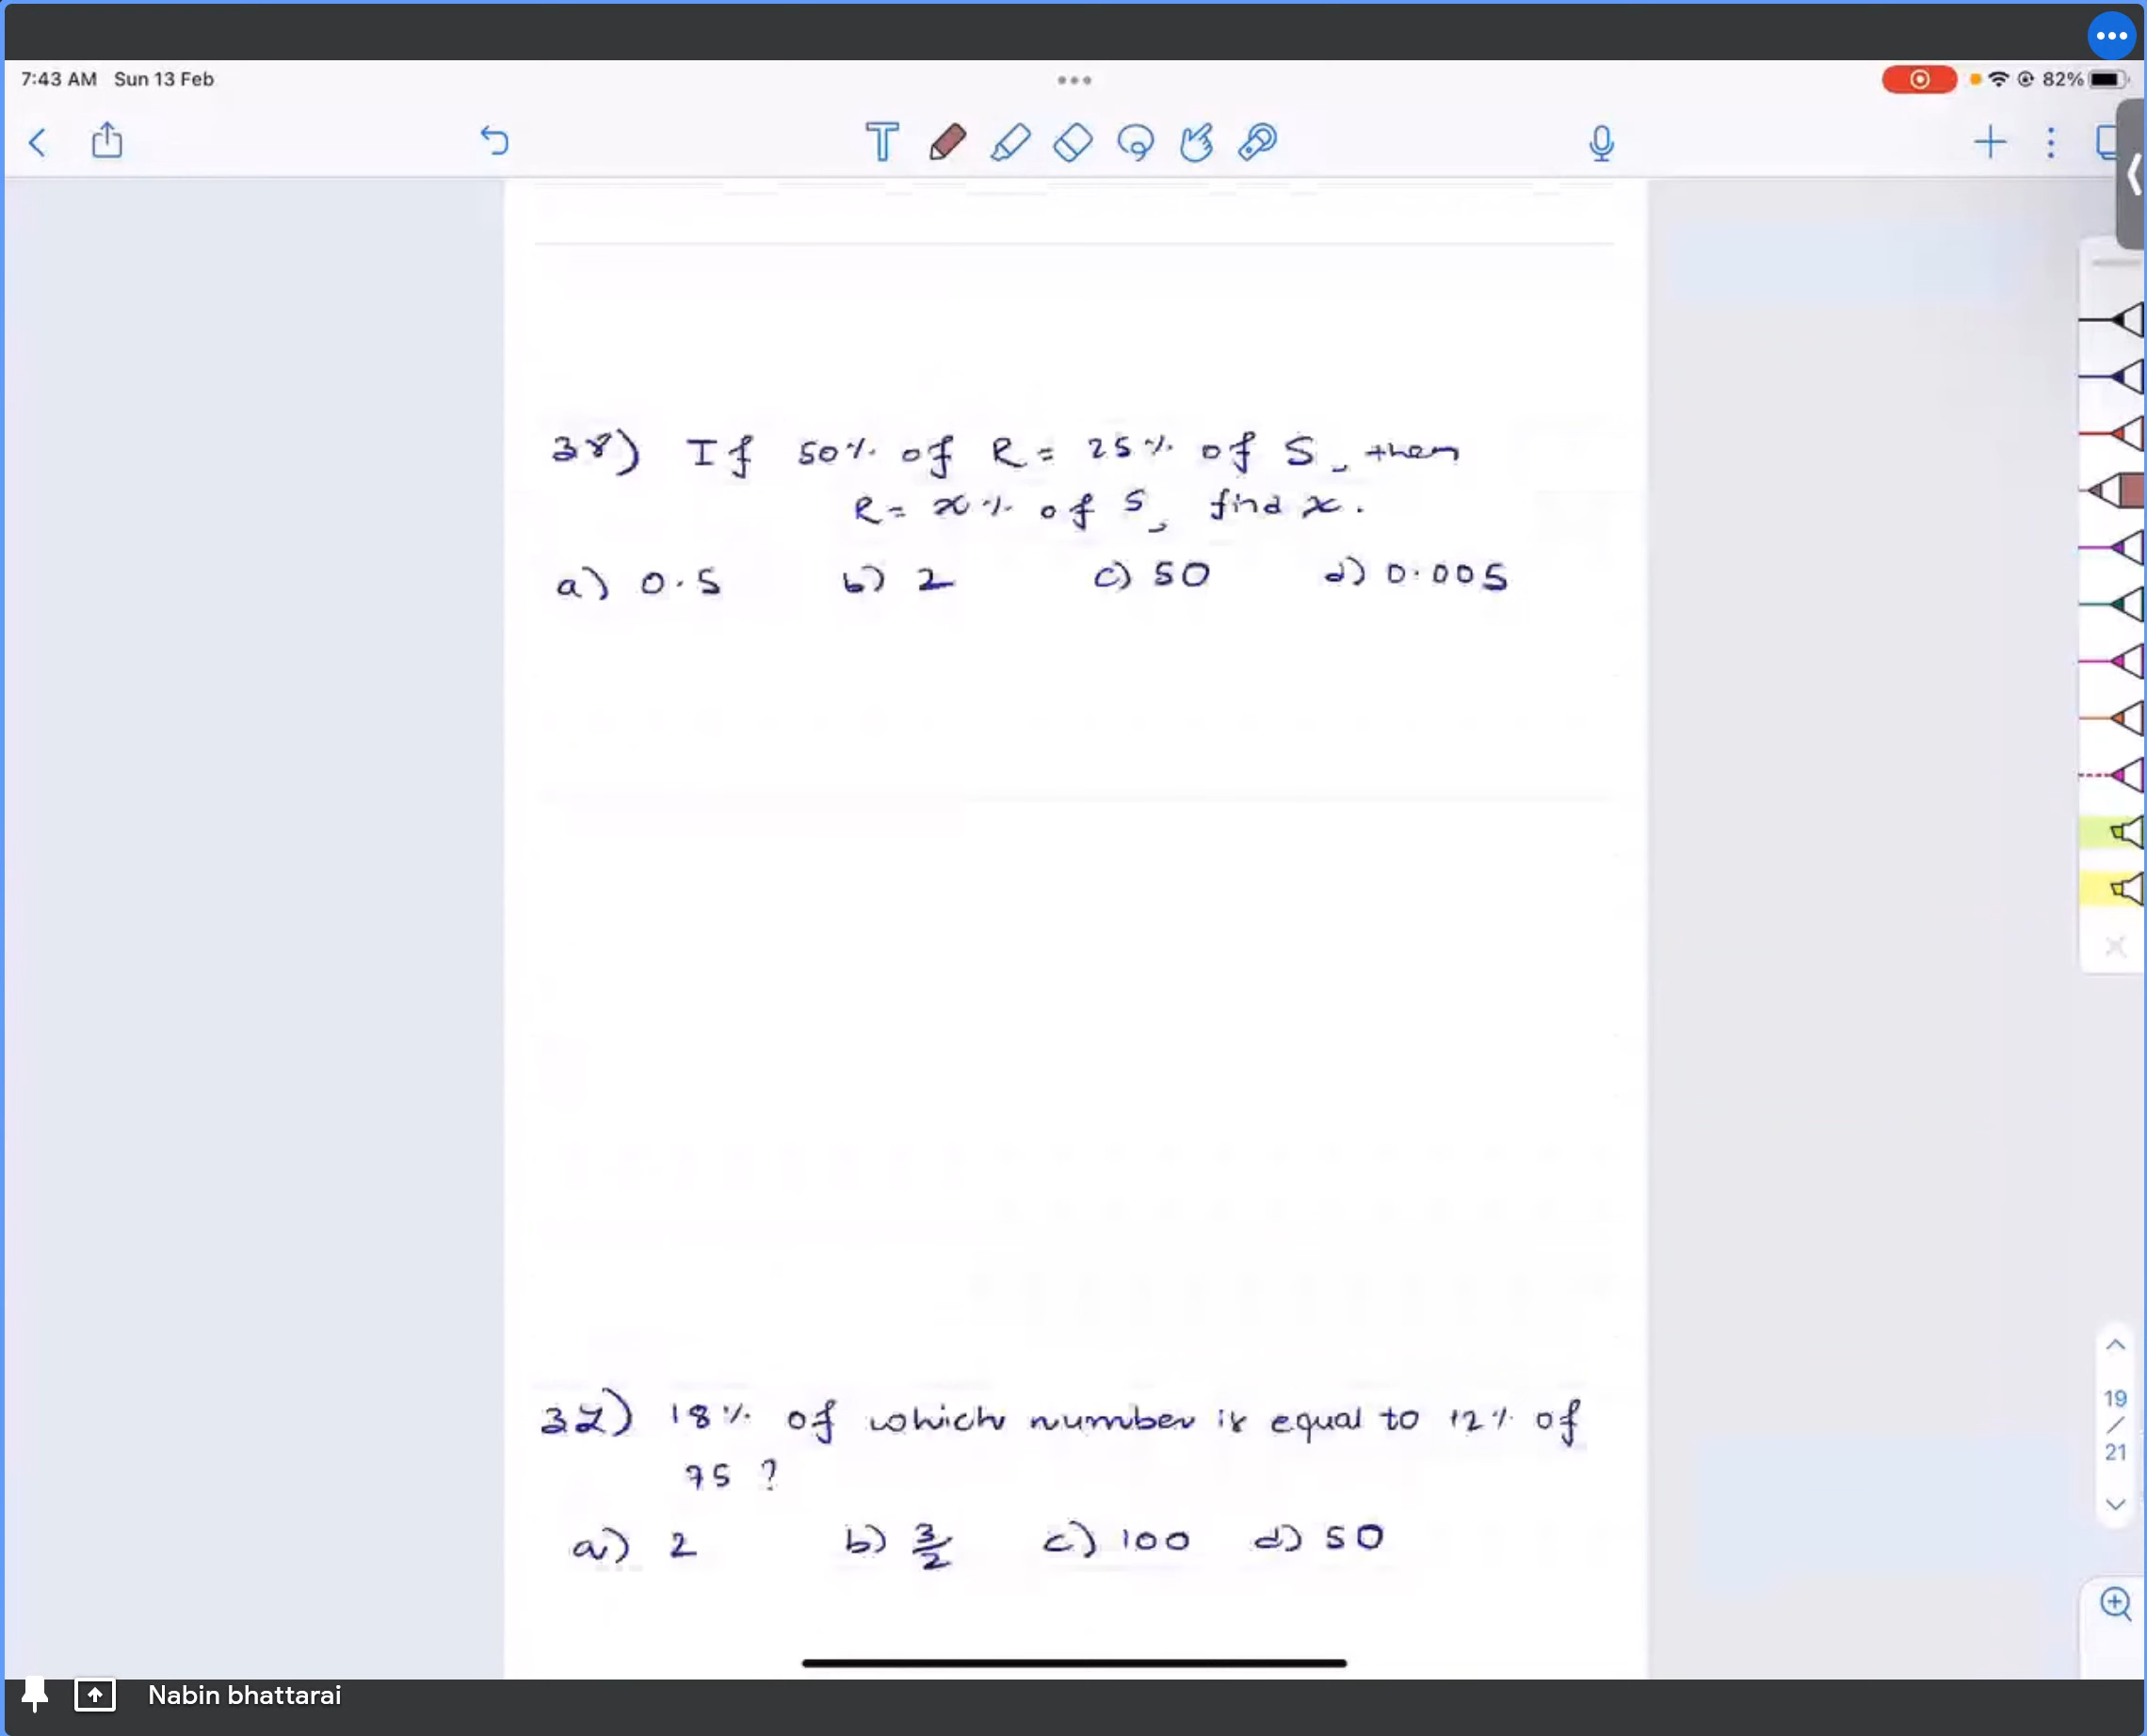 7:43 AM Sun 13 Feb
82%
T
38) If 50% of R = 25% of S, then
R = x% of S, find x.
a) 0.5 b) 2 c) 50 d) 0.005
32) 18% of which number is equal to 12% of
75 ?
a) 2 b) 3/2 c) 100 d) 50
19
/
21
Nabin bhattarai